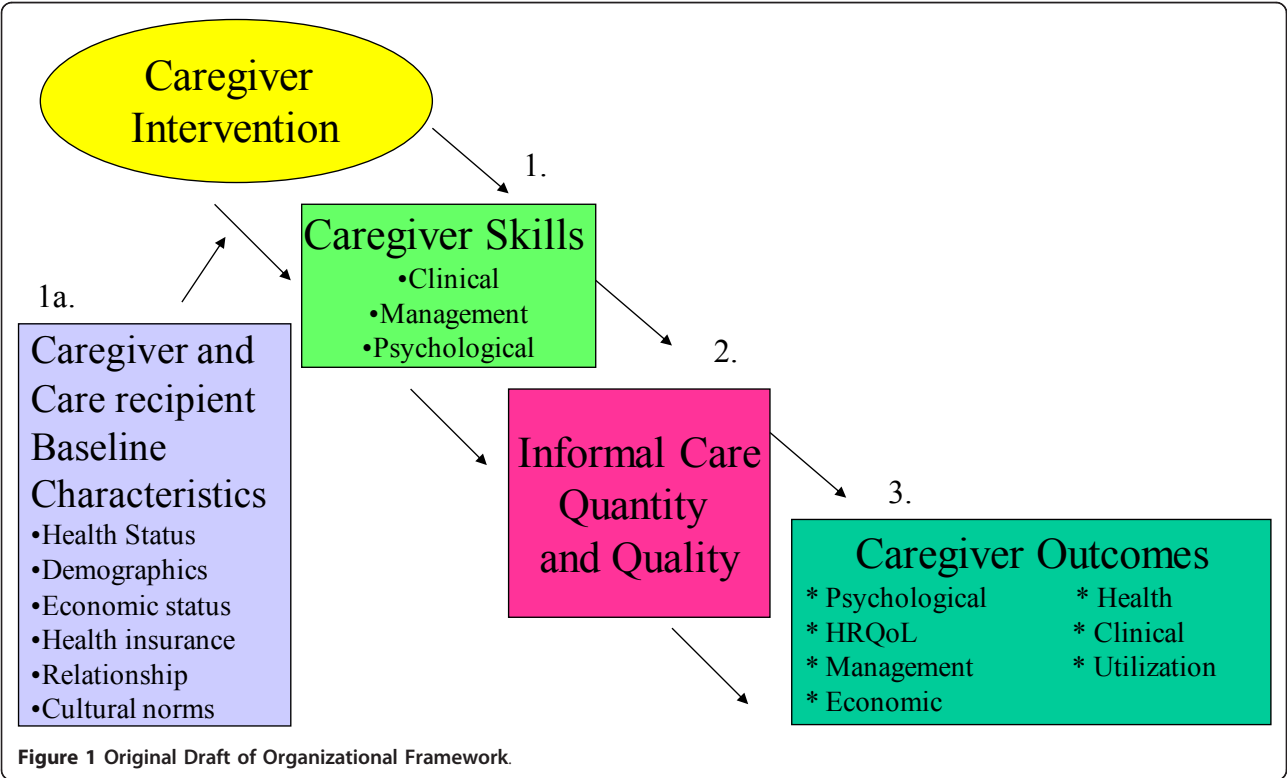 Caregiver
Intervention
1.
Caregiver Skills
•Clinical
•Management
•Psychological
1a.
Caregiver and
Care recipient
Baseline
Characteristics
•Health Status
•Demographics
•Economic status
•Health insurance
•Relationship
•Cultural norms
2.
Informal Care
Quantity
and Quality
3.
Caregiver Outcomes
* Psychological
* HRQoL
* Management
* Economic
* Health
* Clinical
* Utilization
Figure 1 Original Draft of Organizational Framework.